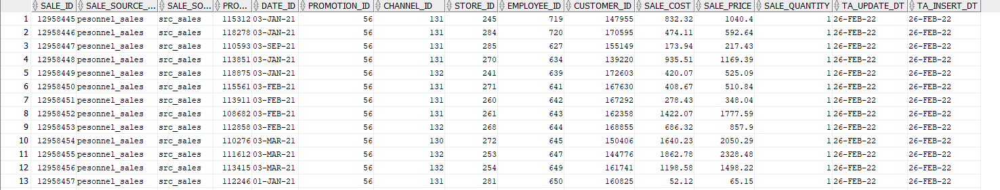 SALE_ID SALE_SOURCE_... SALE_SO... PRO... DATE_ID PROMOTION_ID CHANNEL_ID STORE_ID EMPLOYEE_ID CUSTOMER_ID SALE_COST SALE_PRICE SALE_QUANTITY TA_UPDATE_DT TA_INSERT_DT
1 12958445 pesonnel_sales src_sales 115312 03-JAN-21 56 131 245 719 147955 832.32 1040.4 1 26-FEB-22 26-FEB-22
2 12958446 pesonnel_sales src_sales 118278 03-JAN-21 56 131 284 720 170595 474.11 592.64 1 26-FEB-22 26-FEB-22
3 12958447 pesonnel_sales src_sales 110593 03-SEP-21 56 131 285 627 155149 173.94 217.43 1 26-FEB-22 26-FEB-22
4 12958448 pesonnel_sales src_sales 113851 03-JAN-21 56 131 270 634 139220 935.51 1169.39 1 26-FEB-22 26-FEB-22
5 12958449 pesonnel_sales src_sales 118875 03-JAN-21 56 132 241 639 172603 420.07 525.09 1 26-FEB-22 26-FEB-22
6 12958450 pesonnel_sales src_sales 115561 03-FEB-21 56 131 271 641 167630 408.67 510.84 1 26-FEB-22 26-FEB-22
7 12958451 pesonnel_sales src_sales 113911 03-FEB-21 56 131 260 642 167292 278.43 348.04 1 26-FEB-22 26-FEB-22
8 12958452 pesonnel_sales src_sales 108682 03-FEB-21 56 131 261 643 162358 1422.07 1777.59 1 26-FEB-22 26-FEB-22
9 12958453 pesonnel_sales src_sales 112858 03-FEB-21 56 132 268 644 168855 686.32 857.9 1 26-FEB-22 26-FEB-22
10 12958454 pesonnel_sales src_sales 110276 03-MAR-21 56 130 272 645 150406 1640.23 2050.29 1 26-FEB-22 26-FEB-22
11 12958455 pesonnel_sales src_sales 111612 03-MAR-21 56 132 253 647 144776 1862.78 2328.48 1 26-FEB-22 26-FEB-22
12 12958456 pesonnel_sales src_sales 113415 03-MAR-21 56 132 254 649 161741 1198.58 1498.22 1 26-FEB-22 26-FEB-22
13 12958457 pesonnel_sales src_sales 112246 01-JAN-21 56 131 281 650 160825 52.12 65.15 1 26-FEB-22 26-FEB-22